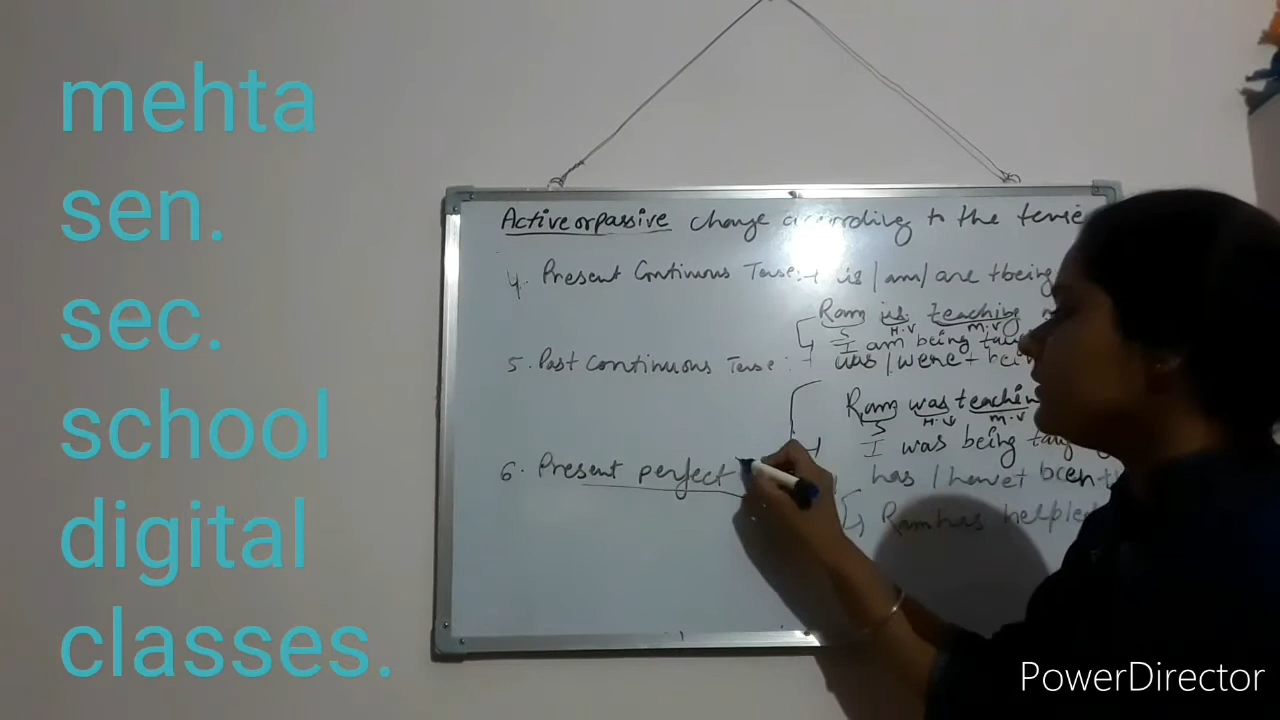 mehta
sen.
sec.
school
digital
classes.
Active or passive change according to the tense
4. Present Continuous Tense:→ is / am / are + being
Ram is teaching
S H.V M.V
I am being
5. Past Continuous Tense : → was / were + bein
Ram was teachin
S H.V M.V
I was being
6. Present perfect has / have + been +
Ram has helped
PowerDirector